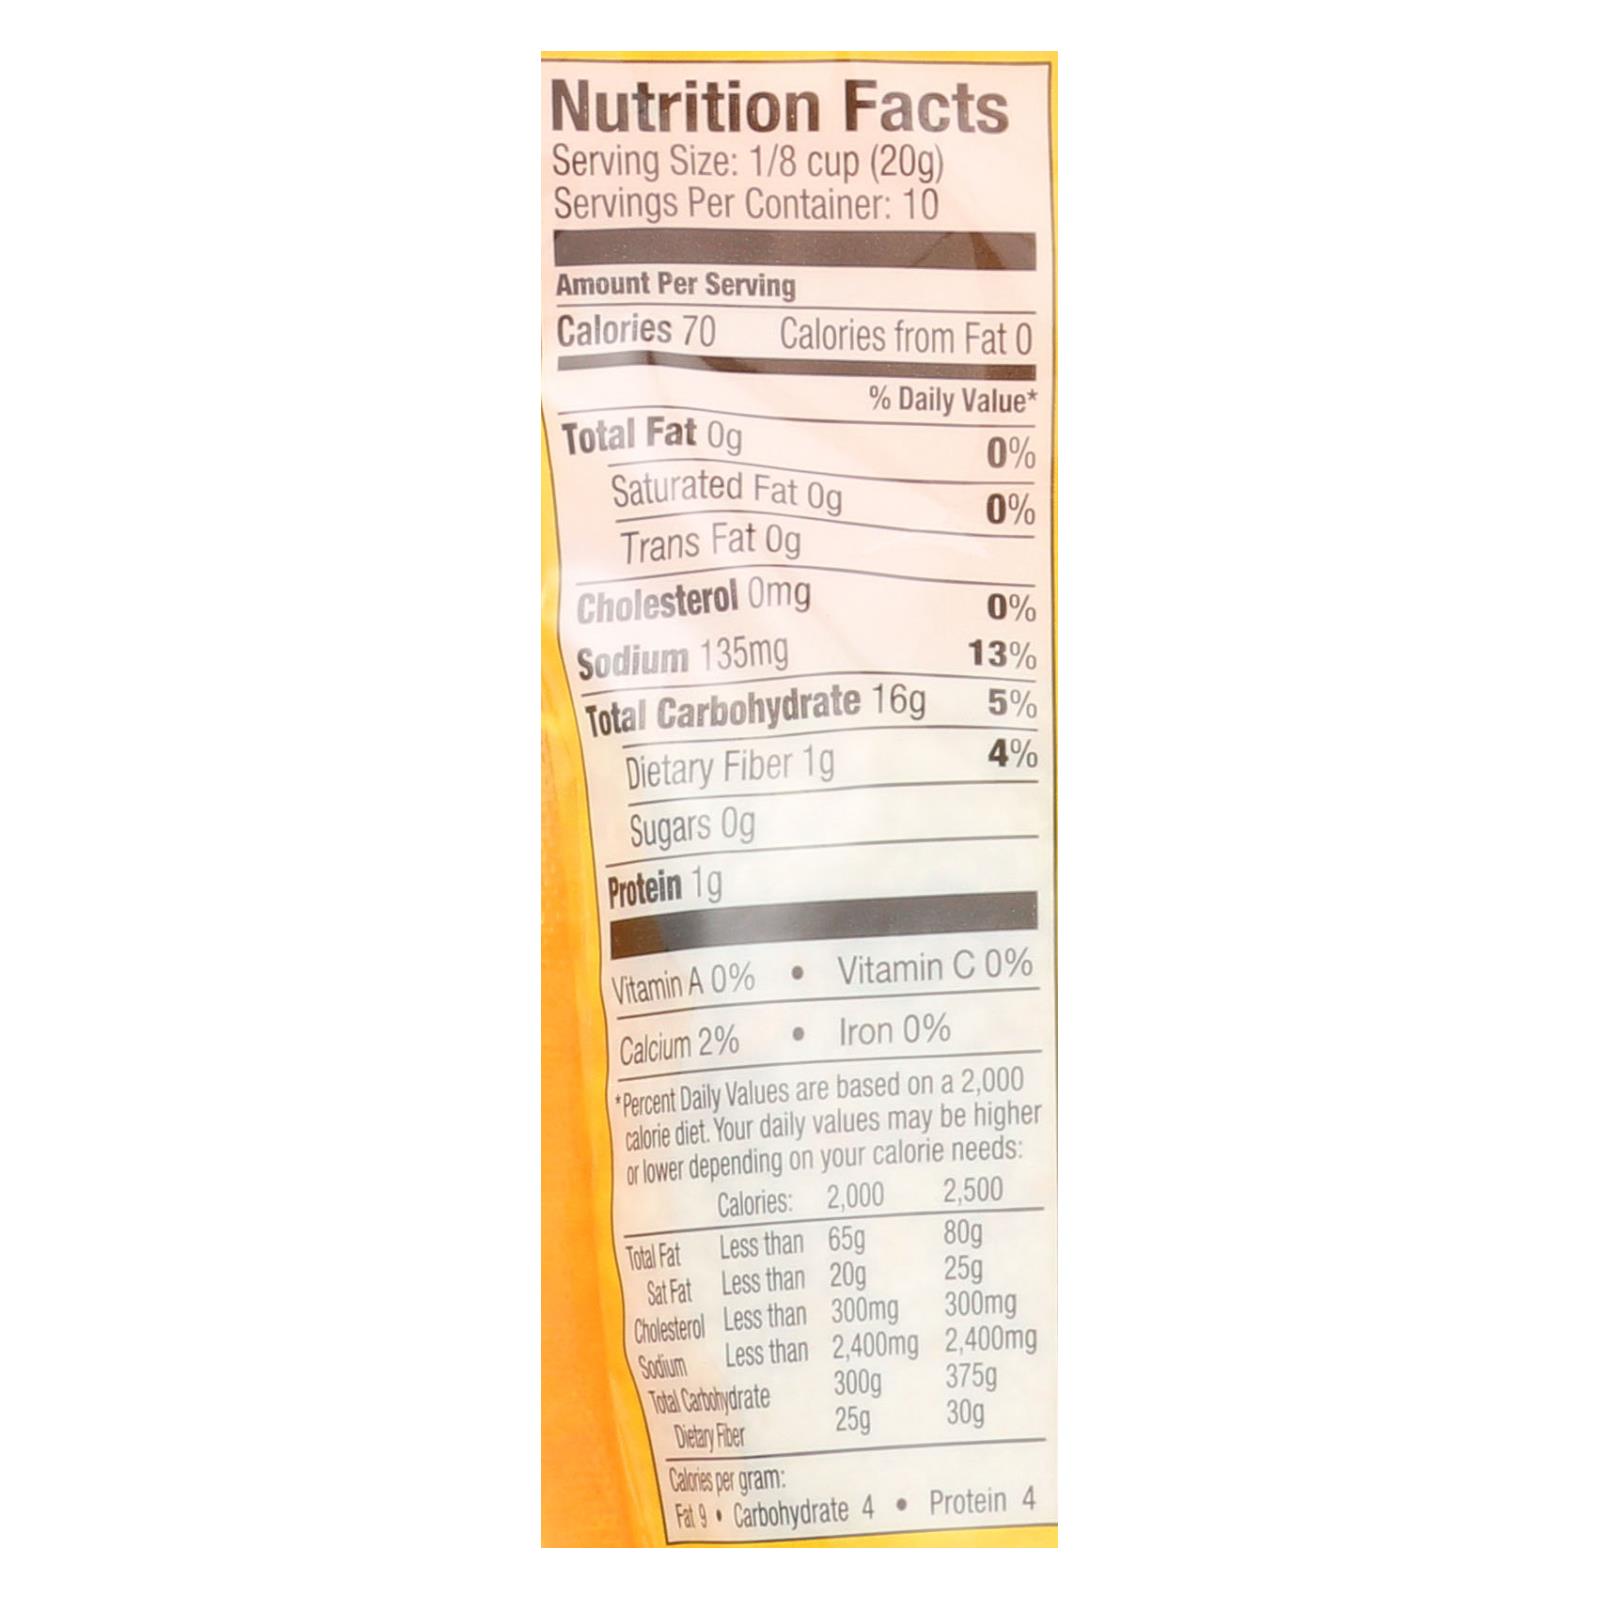 Nutrition Facts
Serving Size: 1/8 cup (20g)
Servings Per Container: 10
Amount Per Serving
Calories 70 Calories from Fat 0
% Daily Value*
Total Fat 0g 0%
Saturated Fat 0g 0%
Trans Fat 0g
Cholesterol 0mg 0%
Sodium 135mg 13%
Total Carbohydrate 16g 5%
Dietary Fiber 1g 4%
Sugars 0g
Protein 1g
Vitamin A 0% • Vitamin C 0%
Calcium 2% • Iron 0%
*Percent Daily Values are based on a 2,000
calorie diet. Your daily values may be higher
or lower depending on your calorie needs:
Calories: 2,000 2,500
Total Fat Less than 65g 80g
Sat Fat Less than 20g 25g
Cholesterol Less than 300mg 300mg
Sodium Less than 2,400mg 2,400mg
Total Carbohydrate 300g 375g
Dietary Fiber 25g 30g
Calories per gram:
Fat 9 • Carbohydrate 4 • Protein 4